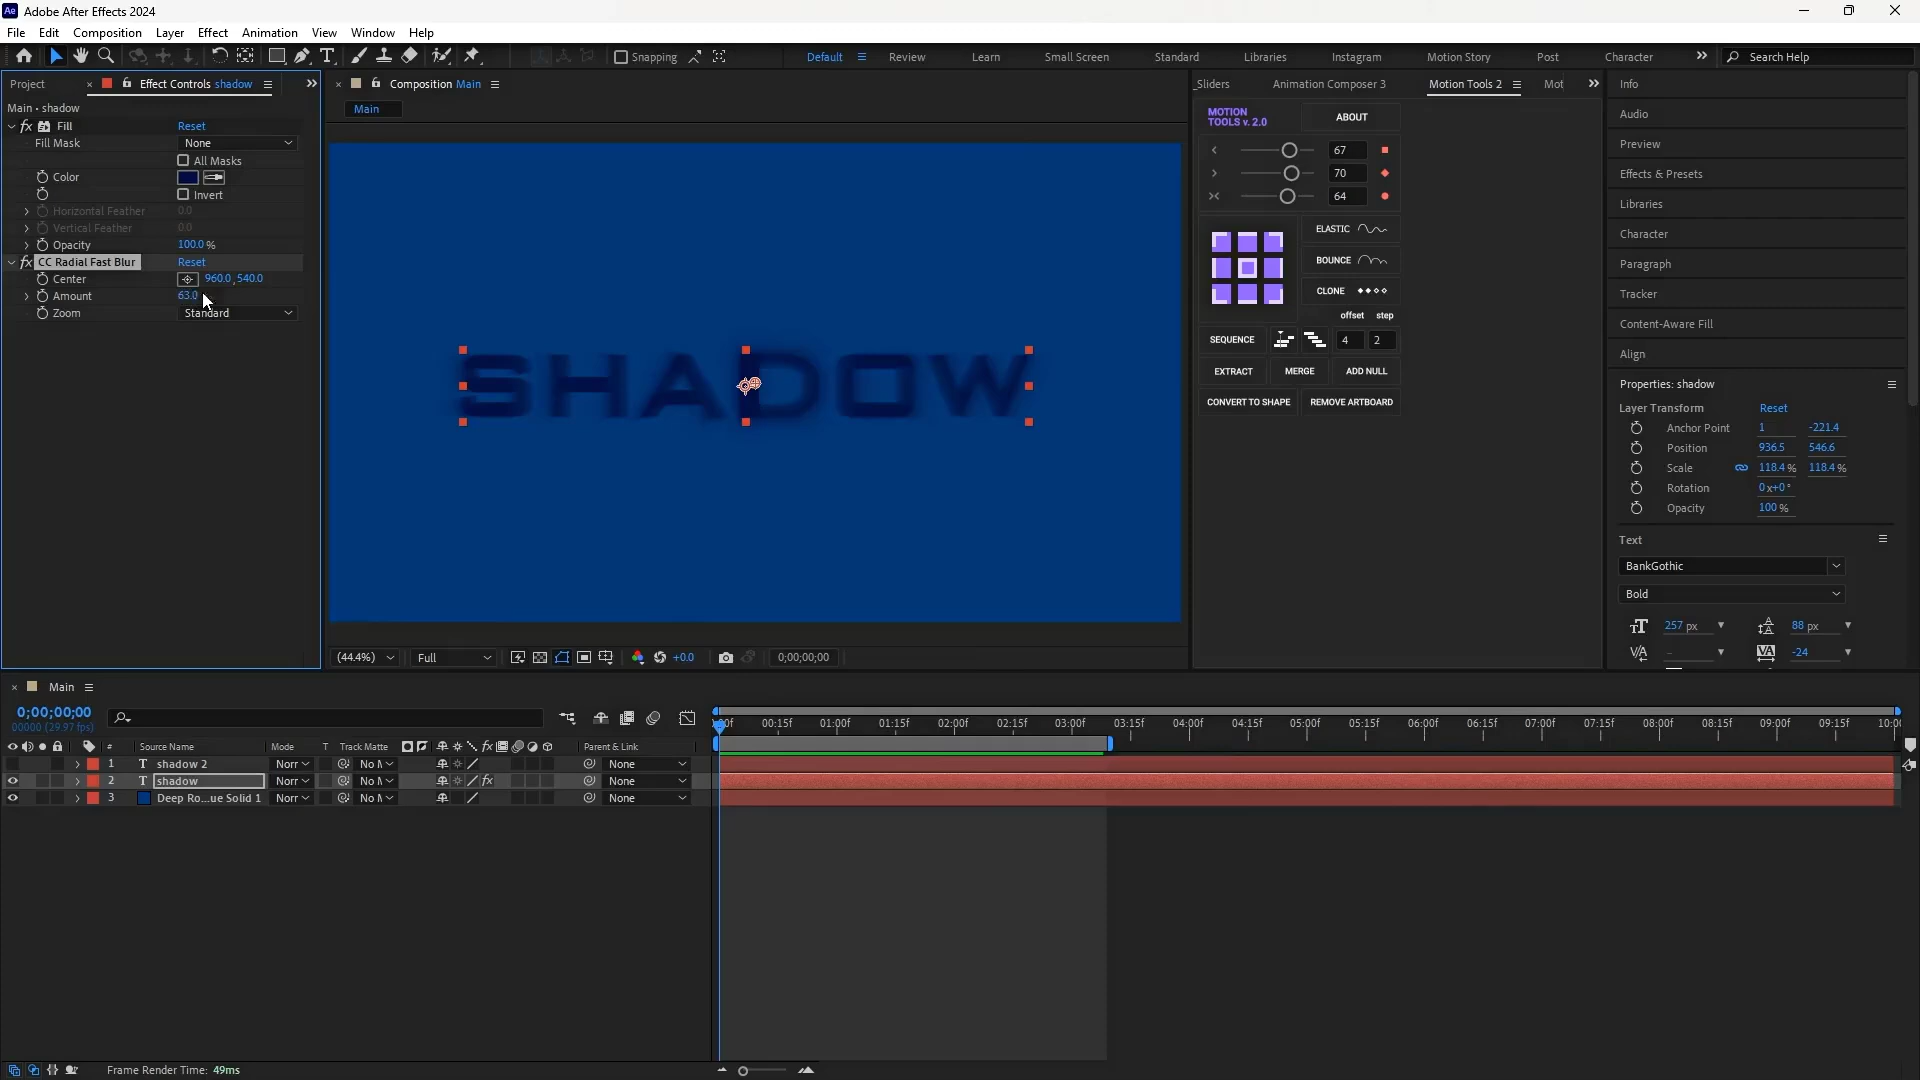 Adobe After Effects 2024
File Edit Composition Layer Effect Animation View Window Help
Snapping Default Review Learn Small Screen Standard Libraries Instagram Motion Story Post Character Search Help
Project Effect Controls shadow
Main • shadow
fx Fill Reset
Fill Mask None
All Masks
Color
Invert
Horizontal Feather 0.0
Vertical Feather 0.0
Opacity 100.0 %
fx CC Radial Fast Blur Reset
Center 960.0, 540.0
Amount 63.0
Zoom Standard
Composition Main
Main
SHADOW
(44.4%) Full +0.0 0;00;00;00
Sliders Animation Composer 3 Motion Tools 2 Mot
MOTION
TOOLS v. 2.0
ABOUT
67
70
64
ELASTIC
BOUNCE
CLONE
offset step
SEQUENCE 4 2
EXTRACT MERGE ADD NULL
CONVERT TO SHAPE REMOVE ARTBOARD
Info
Audio
Preview
Effects & Presets
Libraries
Character
Paragraph
Tracker
Content-Aware Fill
Align
Properties: shadow
Layer Transform Reset
Anchor Point 1 -221.4
Position 936.5 546.6
Scale 118.4 % 118.4 %
Rotation 0x+0°
Opacity 100 %
Text
BankGothic
Bold
257 px 88 px
-24
Main
0;00;00;00
00000 (29.97 fps)
:00f 00:15f 01:00f 01:15f 02:00f 02:15f 03:00f 03:15f 04:00f 04:15f 05:00f 05:15f 06:00f 06:15f 07:00f 07:15f 08:00f 08:15f 09:00f 09:15f 10:0
# Source Name Mode T Track Matte Parent & Link
1 T shadow 2 Norr No M None
2 T shadow Norr No M fx None
3 Deep Ro...ue Solid 1 Norr No M None
Frame Render Time: 49ms